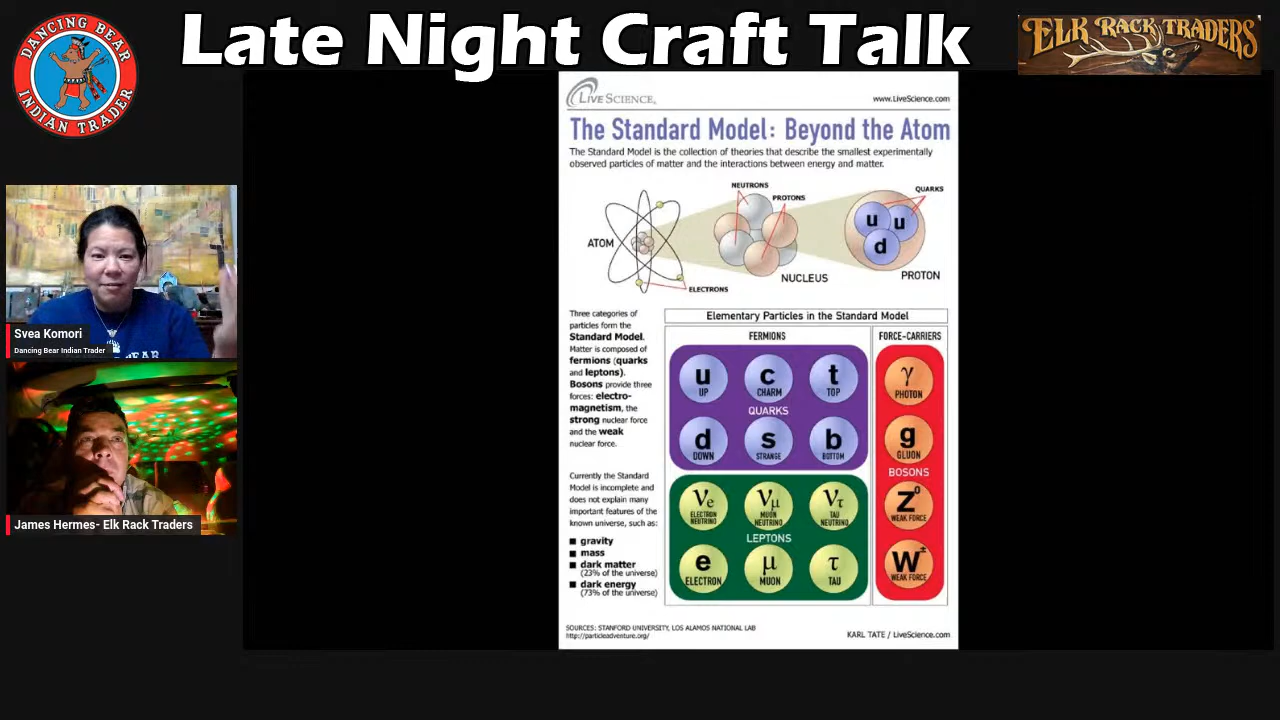 Late Night Craft Talk
DANCING BEAR
INDIAN TRADER
ELK RACK TRADERS
Svea Komori
Dancing Bear Indian Trader
James Hermes- Elk Rack Traders
LIVESCIENCE.
www.LiveScience.com
The Standard Model: Beyond the Atom
The Standard Model is the collection of theories that describe the smallest experimentally
observed particles of matter and the interactions between energy and matter.
NEUTRONS
PROTONS
QUARKS
ATOM
u
u
d
NUCLEUS
PROTON
ELECTRONS
Three categories of
particles form the
Standard Model.
Matter is composed of
fermions (quarks
and leptons).
Bosons provide three
forces: electro-
magnetism, the
strong nuclear force
and the weak
nuclear force.
Currently the Standard
Model is incomplete and
does not explain many
important features of the
known universe, such as:
■ gravity
■ mass
■ dark matter
(23% of the universe)
■ dark energy
(73% of the universe)
Elementary Particles in the Standard Model
FERMIONS
FORCE-CARRIERS
u
UP
c
CHARM
t
TOP
QUARKS
d
DOWN
s
STRANGE
b
BOTTOM
νe
ELECTRON
NEUTRINO
νμ
MUON
NEUTRINO
ντ
TAU
NEUTRINO
LEPTONS
e
ELECTRON
μ
MUON
τ
TAU
γ
PHOTON
g
GLUON
BOSONS
Z0
WEAK FORCE
W±
WEAK FORCE
SOURCES: STANFORD UNIVERSITY, LOS ALAMOS NATIONAL LAB
http://particleadventure.org/
KARL TATE / LiveScience.com